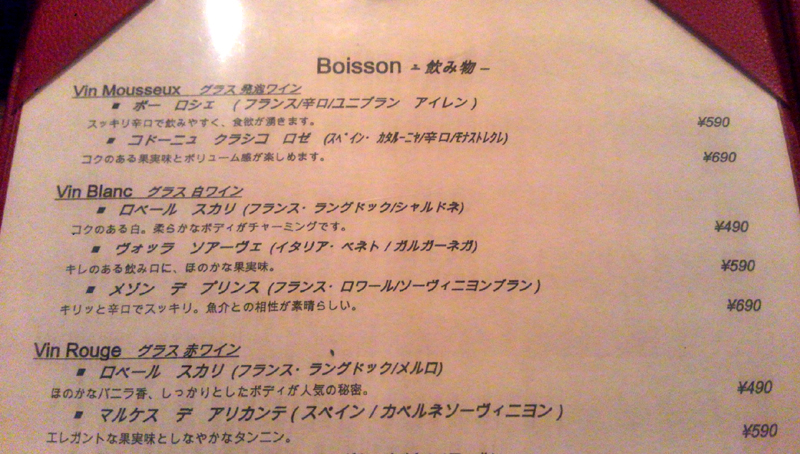 Boisson – 飲み物 –
Vin Mousseux グラス 発泡ワイン
▪ ボー ロシェ (フランス/辛口/ユニブラン アイレン)
スッキリ辛口で飲みやすく、食欲が湧きます。 ¥590
▪ コドーニュ クラシコ ロゼ (スペイン・カタルーニャ/辛口/モナストレクル)
コクのある果実味とボリューム感が楽しめます。 ¥690
Vin Blanc グラス 白ワイン
▪ ロベール スカリ (フランス・ラングドック/シャルドネ)
コクのある白。柔らかなボディがチャーミングです。 ¥490
▪ ヴォッラ ソアーヴェ (イタリア・ベネト / ガルガーネガ)
キレのある飲み口に、ほのかな果実味。 ¥590
▪ メゾン デ プリンス (フランス・ロワール/ソーヴィニヨンブラン)
キリッと辛口でスッキリ。魚介との相性が素晴らしい。 ¥690
Vin Rouge グラス 赤ワイン
▪ ロベール スカリ (フランス・ラングドック/メルロ)
ほのかなバニラ香、しっかりとしたボディが人気の秘密。 ¥490
▪ マルケス デ アリカンテ (スペイン / カベルネソーヴィニヨン)
エレガントな果実味としなやかなタンニン。 ¥590